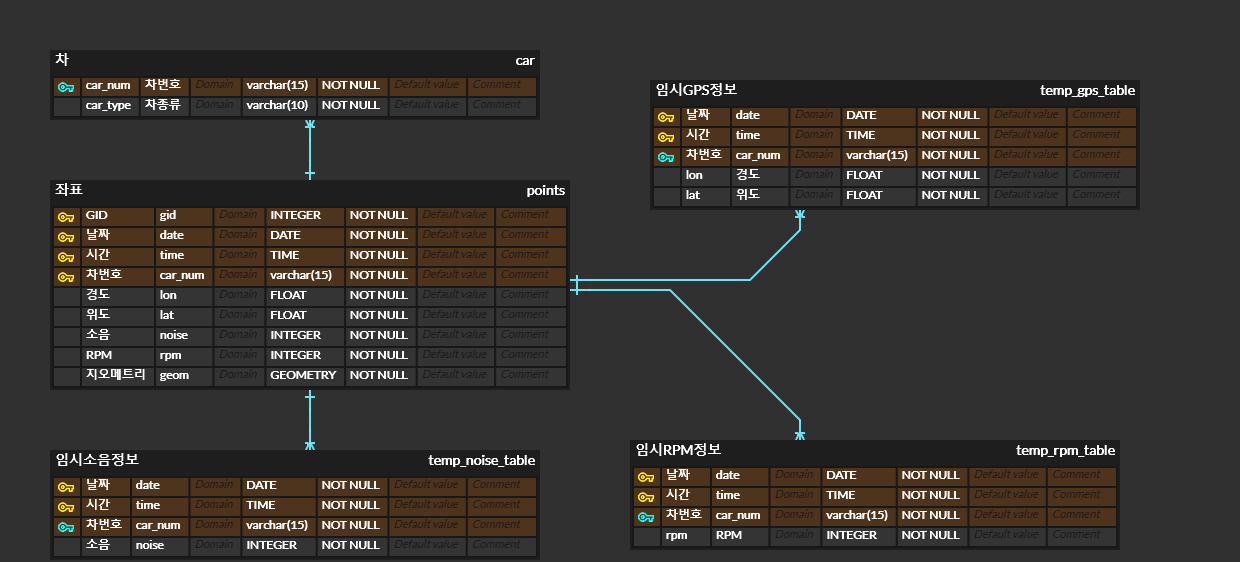 차 car
car_num 차번호 Domain varchar(15) NOT NULL Default value Comment
car_type 차종류 Domain varchar(10) NOT NULL Default value Comment
임시GPS정보 temp_gps_table
날짜 date Domain DATE NOT NULL Default value Comment
시간 time Domain TIME NOT NULL Default value Comment
차번호 car_num Domain varchar(15) NOT NULL Default value Comment
lon 경도 Domain FLOAT NOT NULL Default value Comment
lat 위도 Domain FLOAT NOT NULL Default value Comment
좌표 points
GID gid Domain INTEGER NOT NULL Default value Comment
날짜 date Domain DATE NOT NULL Default value Comment
시간 time Domain TIME NOT NULL Default value Comment
차번호 car_num Domain varchar(15) NOT NULL Default value Comment
경도 lon Domain FLOAT NOT NULL Default value Comment
위도 lat Domain FLOAT NOT NULL Default value Comment
소음 noise Domain INTEGER NOT NULL Default value Comment
RPM rpm Domain INTEGER NOT NULL Default value Comment
지오메트리 geom Domain GEOMETRY NOT NULL Default value Comment
임시소음정보 temp_noise_table
날짜 date Domain DATE NOT NULL Default value Comment
시간 time Domain TIME NOT NULL Default value Comment
차번호 car_num Domain varchar(15) NOT NULL Default value Comment
소음 noise Domain INTEGER NOT NULL Default value Comment
임시RPM정보 temp_rpm_table
날짜 date Domain DATE NOT NULL Default value Comment
시간 time Domain TIME NOT NULL Default value Comment
차번호 car_num Domain varchar(15) NOT NULL Default value Comment
rpm RPM Domain INTEGER NOT NULL Default value Comment